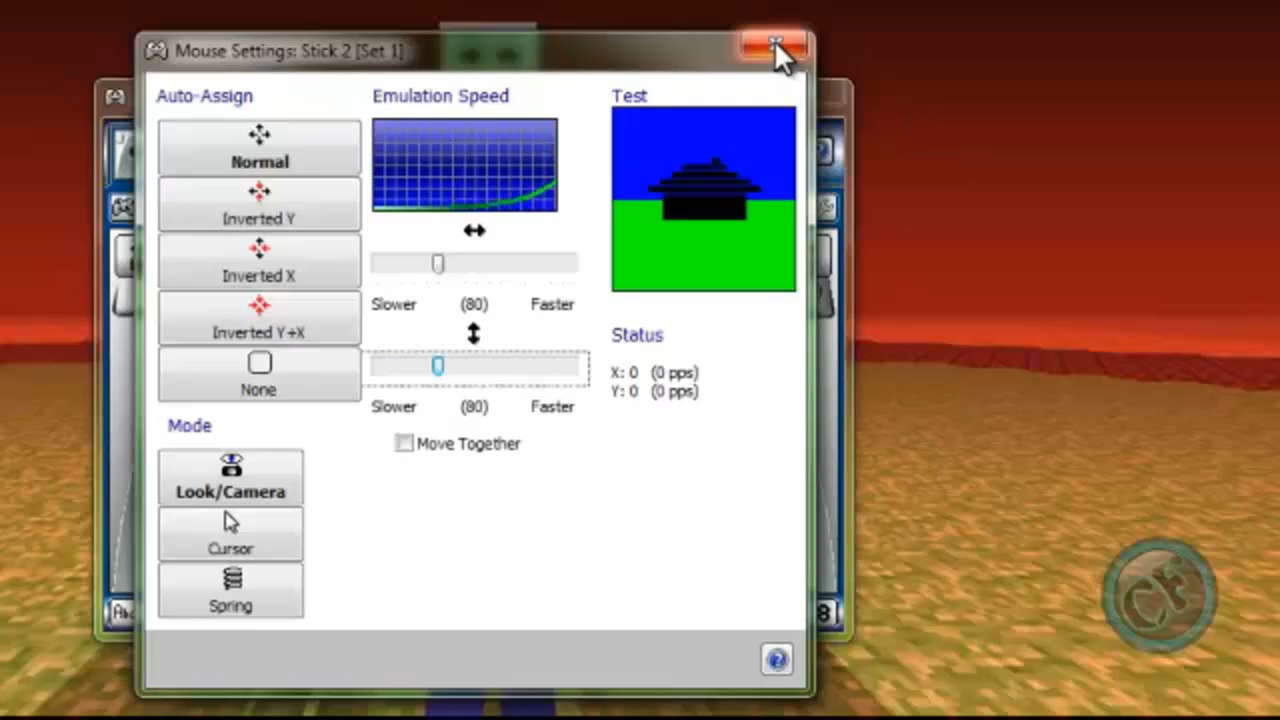 Mouse Settings: Stick 2 [Set 1]
Auto-Assign
Emulation Speed
Test
Normal
Inverted Y
Inverted X
Slower (80) Faster
Inverted Y+X
Status
X: 0 (0 pps)
Y: 0 (0 pps)
None
Slower (80) Faster
Mode
Move Together
Look/Camera
Cursor
Spring
CF